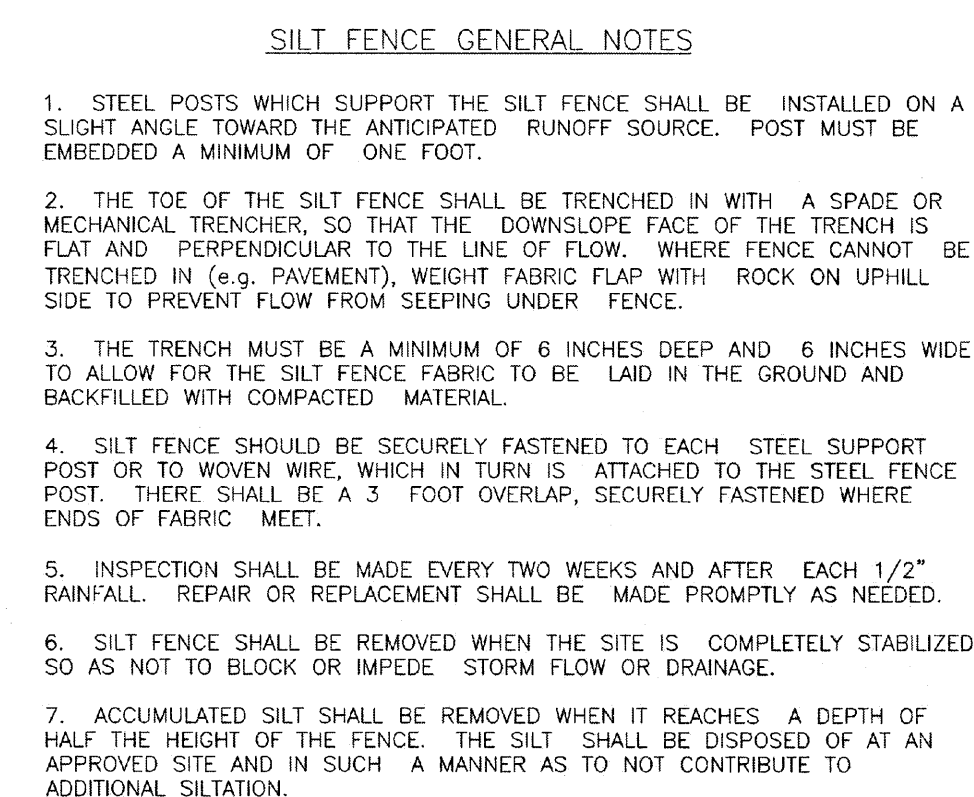 SILT FENCE GENERAL NOTES
1. STEEL POSTS WHICH SUPPORT THE SILT FENCE SHALL BE INSTALLED ON A
SLIGHT ANGLE TOWARD THE ANTICIPATED RUNOFF SOURCE. POST MUST BE
EMBEDDED A MINIMUM OF ONE FOOT.
2. THE TOE OF THE SILT FENCE SHALL BE TRENCHED IN WITH A SPADE OR
MECHANICAL TRENCHER, SO THAT THE DOWNSLOPE FACE OF THE TRENCH IS
FLAT AND PERPENDICULAR TO THE LINE OF FLOW. WHERE FENCE CANNOT BE
TRENCHED IN (e.g. PAVEMENT), WEIGHT FABRIC FLAP WITH ROCK ON UPHILL
SIDE TO PREVENT FLOW FROM SEEPING UNDER FENCE.
3. THE TRENCH MUST BE A MINIMUM OF 6 INCHES DEEP AND 6 INCHES WIDE
TO ALLOW FOR THE SILT FENCE FABRIC TO BE LAID IN THE GROUND AND
BACKFILLED WITH COMPACTED MATERIAL.
4. SILT FENCE SHOULD BE SECURELY FASTENED TO EACH STEEL SUPPORT
POST OR TO WOVEN WIRE, WHICH IN TURN IS ATTACHED TO THE STEEL FENCE
POST. THERE SHALL BE A 3 FOOT OVERLAP, SECURELY FASTENED WHERE
ENDS OF FABRIC MEET.
5. INSPECTION SHALL BE MADE EVERY TWO WEEKS AND AFTER EACH 1/2"
RAINFALL. REPAIR OR REPLACEMENT SHALL BE MADE PROMPTLY AS NEEDED.
6. SILT FENCE SHALL BE REMOVED WHEN THE SITE IS COMPLETELY STABILIZED
SO AS NOT TO BLOCK OR IMPEDE STORM FLOW OR DRAINAGE.
7. ACCUMULATED SILT SHALL BE REMOVED WHEN IT REACHES A DEPTH OF
HALF THE HEIGHT OF THE FENCE. THE SILT SHALL BE DISPOSED OF AT AN
APPROVED SITE AND IN SUCH A MANNER AS TO NOT CONTRIBUTE TO
ADDITIONAL SILTATION.